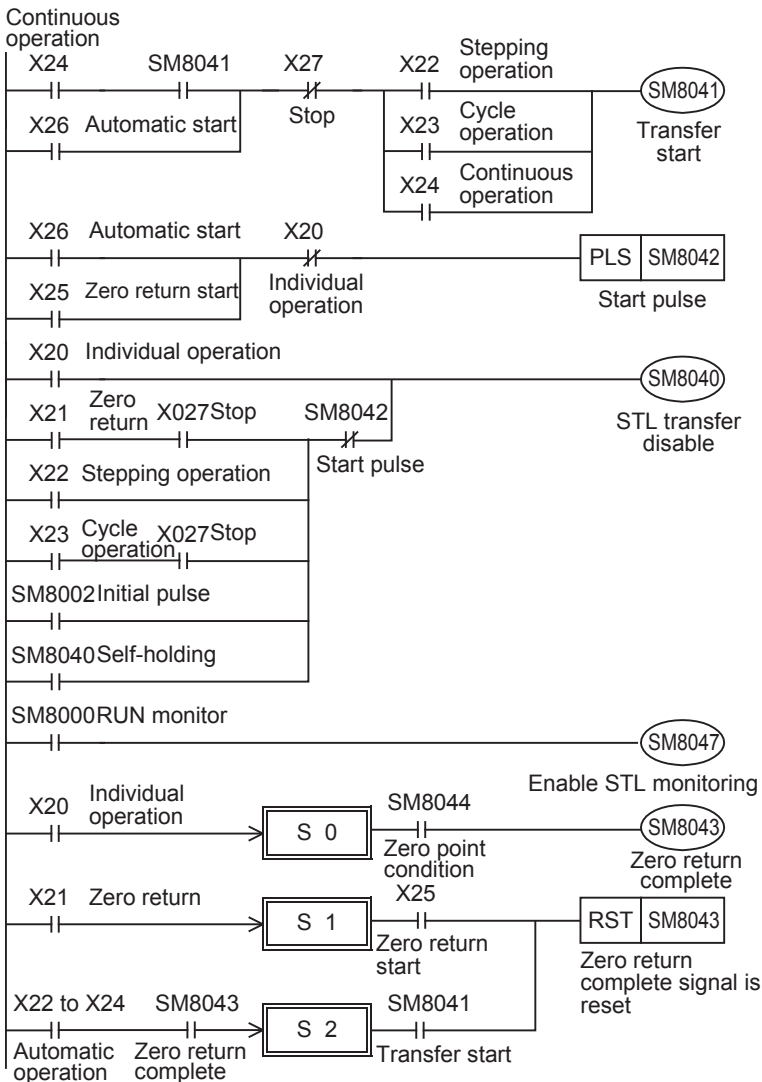 Continuous
operation
X24 SM8041 X27 X22 Stepping
operation
SM8041
X26 Automatic start Stop X23 Cycle
operation
Transfer
start
X24 Continuous
operation
X26 Automatic start X20
PLS SM8042
X25 Zero return start Individual
operation
Start pulse
X20 Individual operation
SM8040
X21 Zero
return X027Stop SM8042
STL transfer
disable
Start pulse
X22 Stepping operation
X23 Cycle
operation X027Stop
SM8002Initial pulse
SM8040Self-holding
SM8000RUN monitor
SM8047
Enable STL monitoring
X20 Individual
operation
S 0
SM8044
SM8043
Zero point
condition
Zero return
complete
X21 Zero return
S 1
X25
RST SM8043
Zero return
start
Zero return
complete signal is
reset
X22 to X24 SM8043
S 2
SM8041
Automatic
operation
Zero return
complete
Transfer start